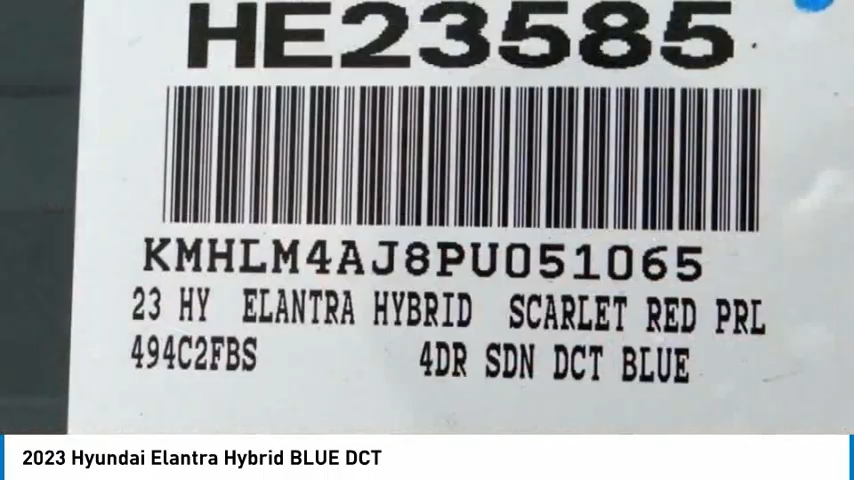 HE23585
KMHLM4AJ8PU051065
23 HY ELANTRA HYBRID SCARLET RED PRL
494C2FBS 4DR SDN DCT BLUE
2023 Hyundai Elantra Hybrid BLUE DCT